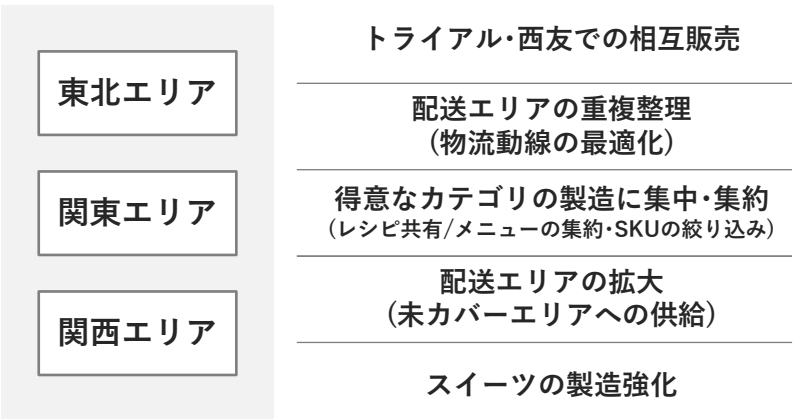 東北エリア
関東エリア
関西エリア
トライアル･西友での相互販売
配送エリアの重複整理
(物流動線の最適化)
得意なカテゴリの製造に集中･集約
(レシピ共有/メニューの集約･SKUの絞り込み)
配送エリアの拡大
(未カバーエリアへの供給)
スイーツの製造強化